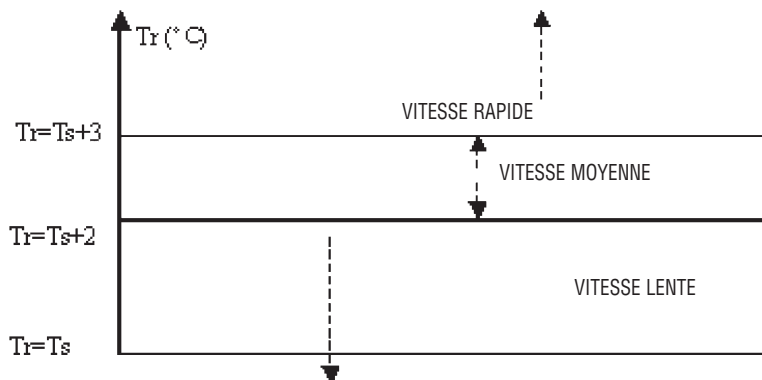 Tr (°C)
VITESSE RAPIDE
Tr=Ts+3
VITESSE MOYENNE
Tr=Ts+2
VITESSE LENTE
Tr=Ts